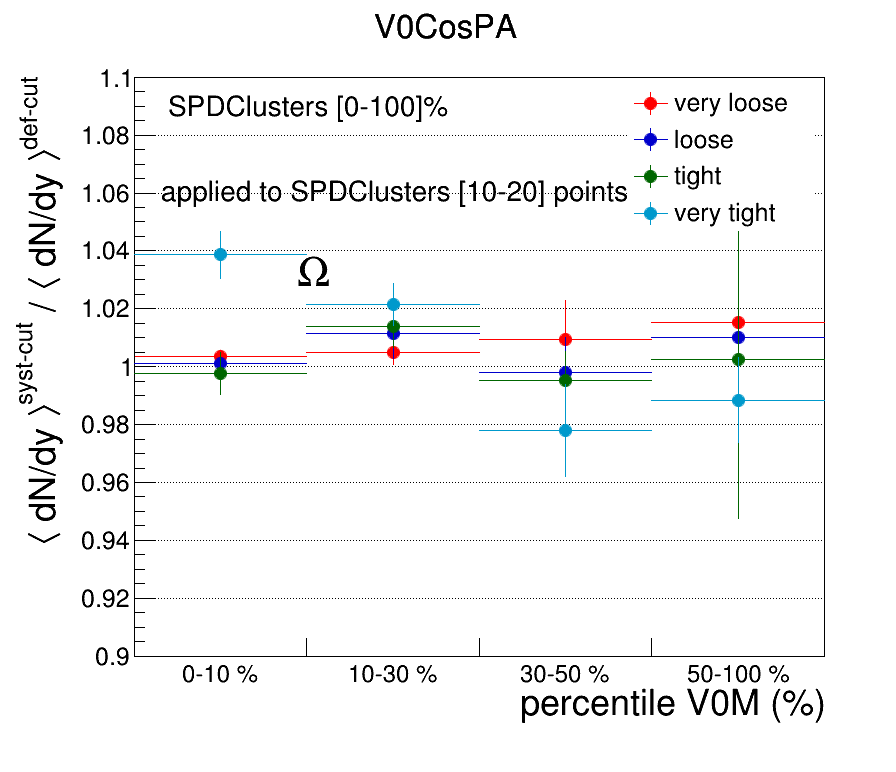 V0CosPA
⟨ dN/dy ⟩^syst-cut / ⟨ dN/dy ⟩^def-cut
1.1
1.08
1.06
1.04
1.02
1
0.98
0.96
0.94
0.92
0.9
SPDClusters [0-100]%
applied to SPDClusters [10-20] points
very loose
loose
tight
very tight
Ω
0-10 %
10-30 %
30-50 %
50-100 %
percentile V0M (%)